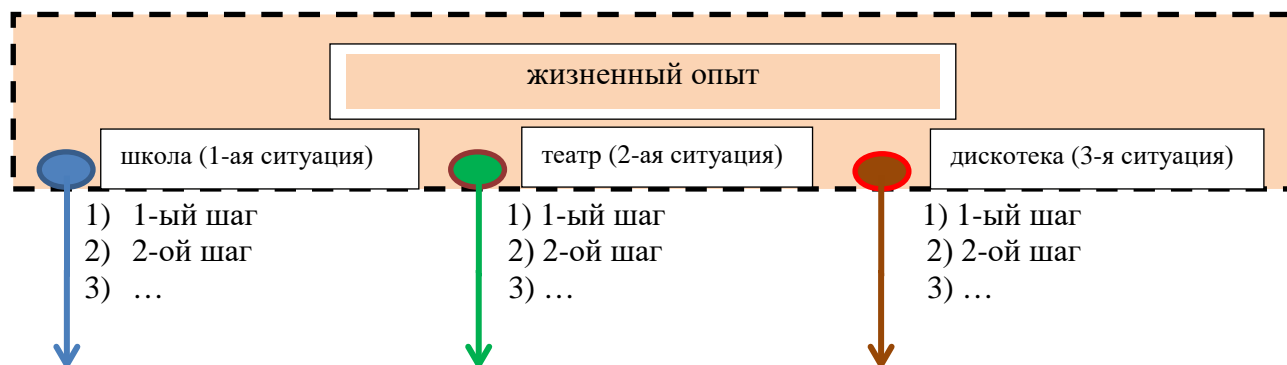 жизненный опыт
школа (1-ая ситуация)
театр (2-ая ситуация)
дискотека (3-я ситуация)
1) 1-ый шаг
2) 2-ой шаг
3) …
1) 1-ый шаг
2) 2-ой шаг
3) …
1) 1-ый шаг
2) 2-ой шаг
3) …